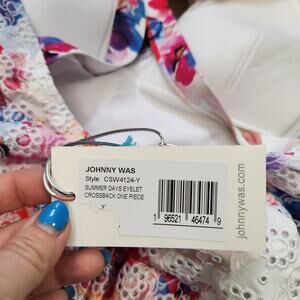 JOHNNY WAS
Style: CSW4124-Y
SUMMER DAYS EYELET
CROSSBACK ONE PIECE
1 96521 46474 9
johnnywas.com